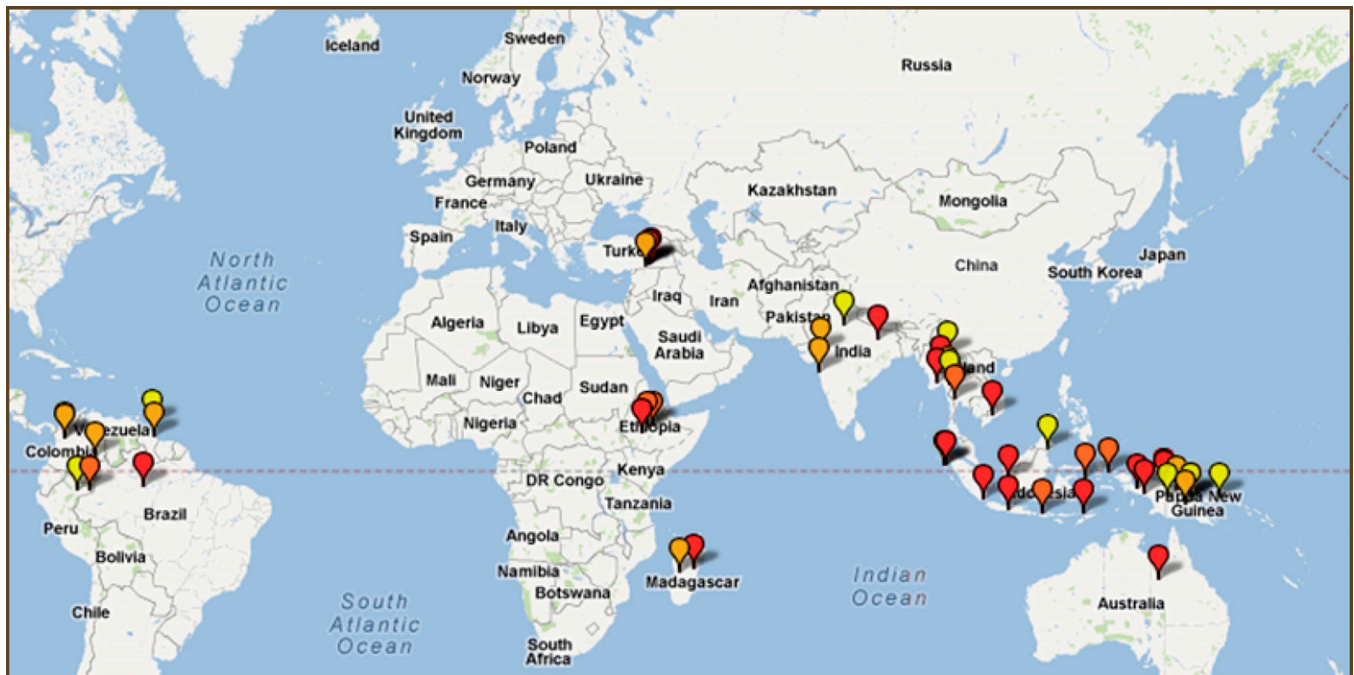 Sweden
Iceland
Russia
Norway
United
Kingdom
Poland
Germany
Ukraine
Kazakhstan
France
Mongolia
Italy
Spain
North
Atlantic
Ocean
Japan
China
South Korea
Afghanistan
Iraq
Iran
Pakistan
Algeria
Libya
Egypt
Saudi
Arabia
India
Mali
Niger
Sudan
Chad
Nigeria
Ethiopia
Colombia
Kenya
DR Congo
Papua New
Guinea
Tanzania
Brazil
Peru
Angola
Bolivia
Namibia
Madagascar
Indian
Ocean
Botswana
South
Atlantic
Ocean
Australia
Chile
South
Africa